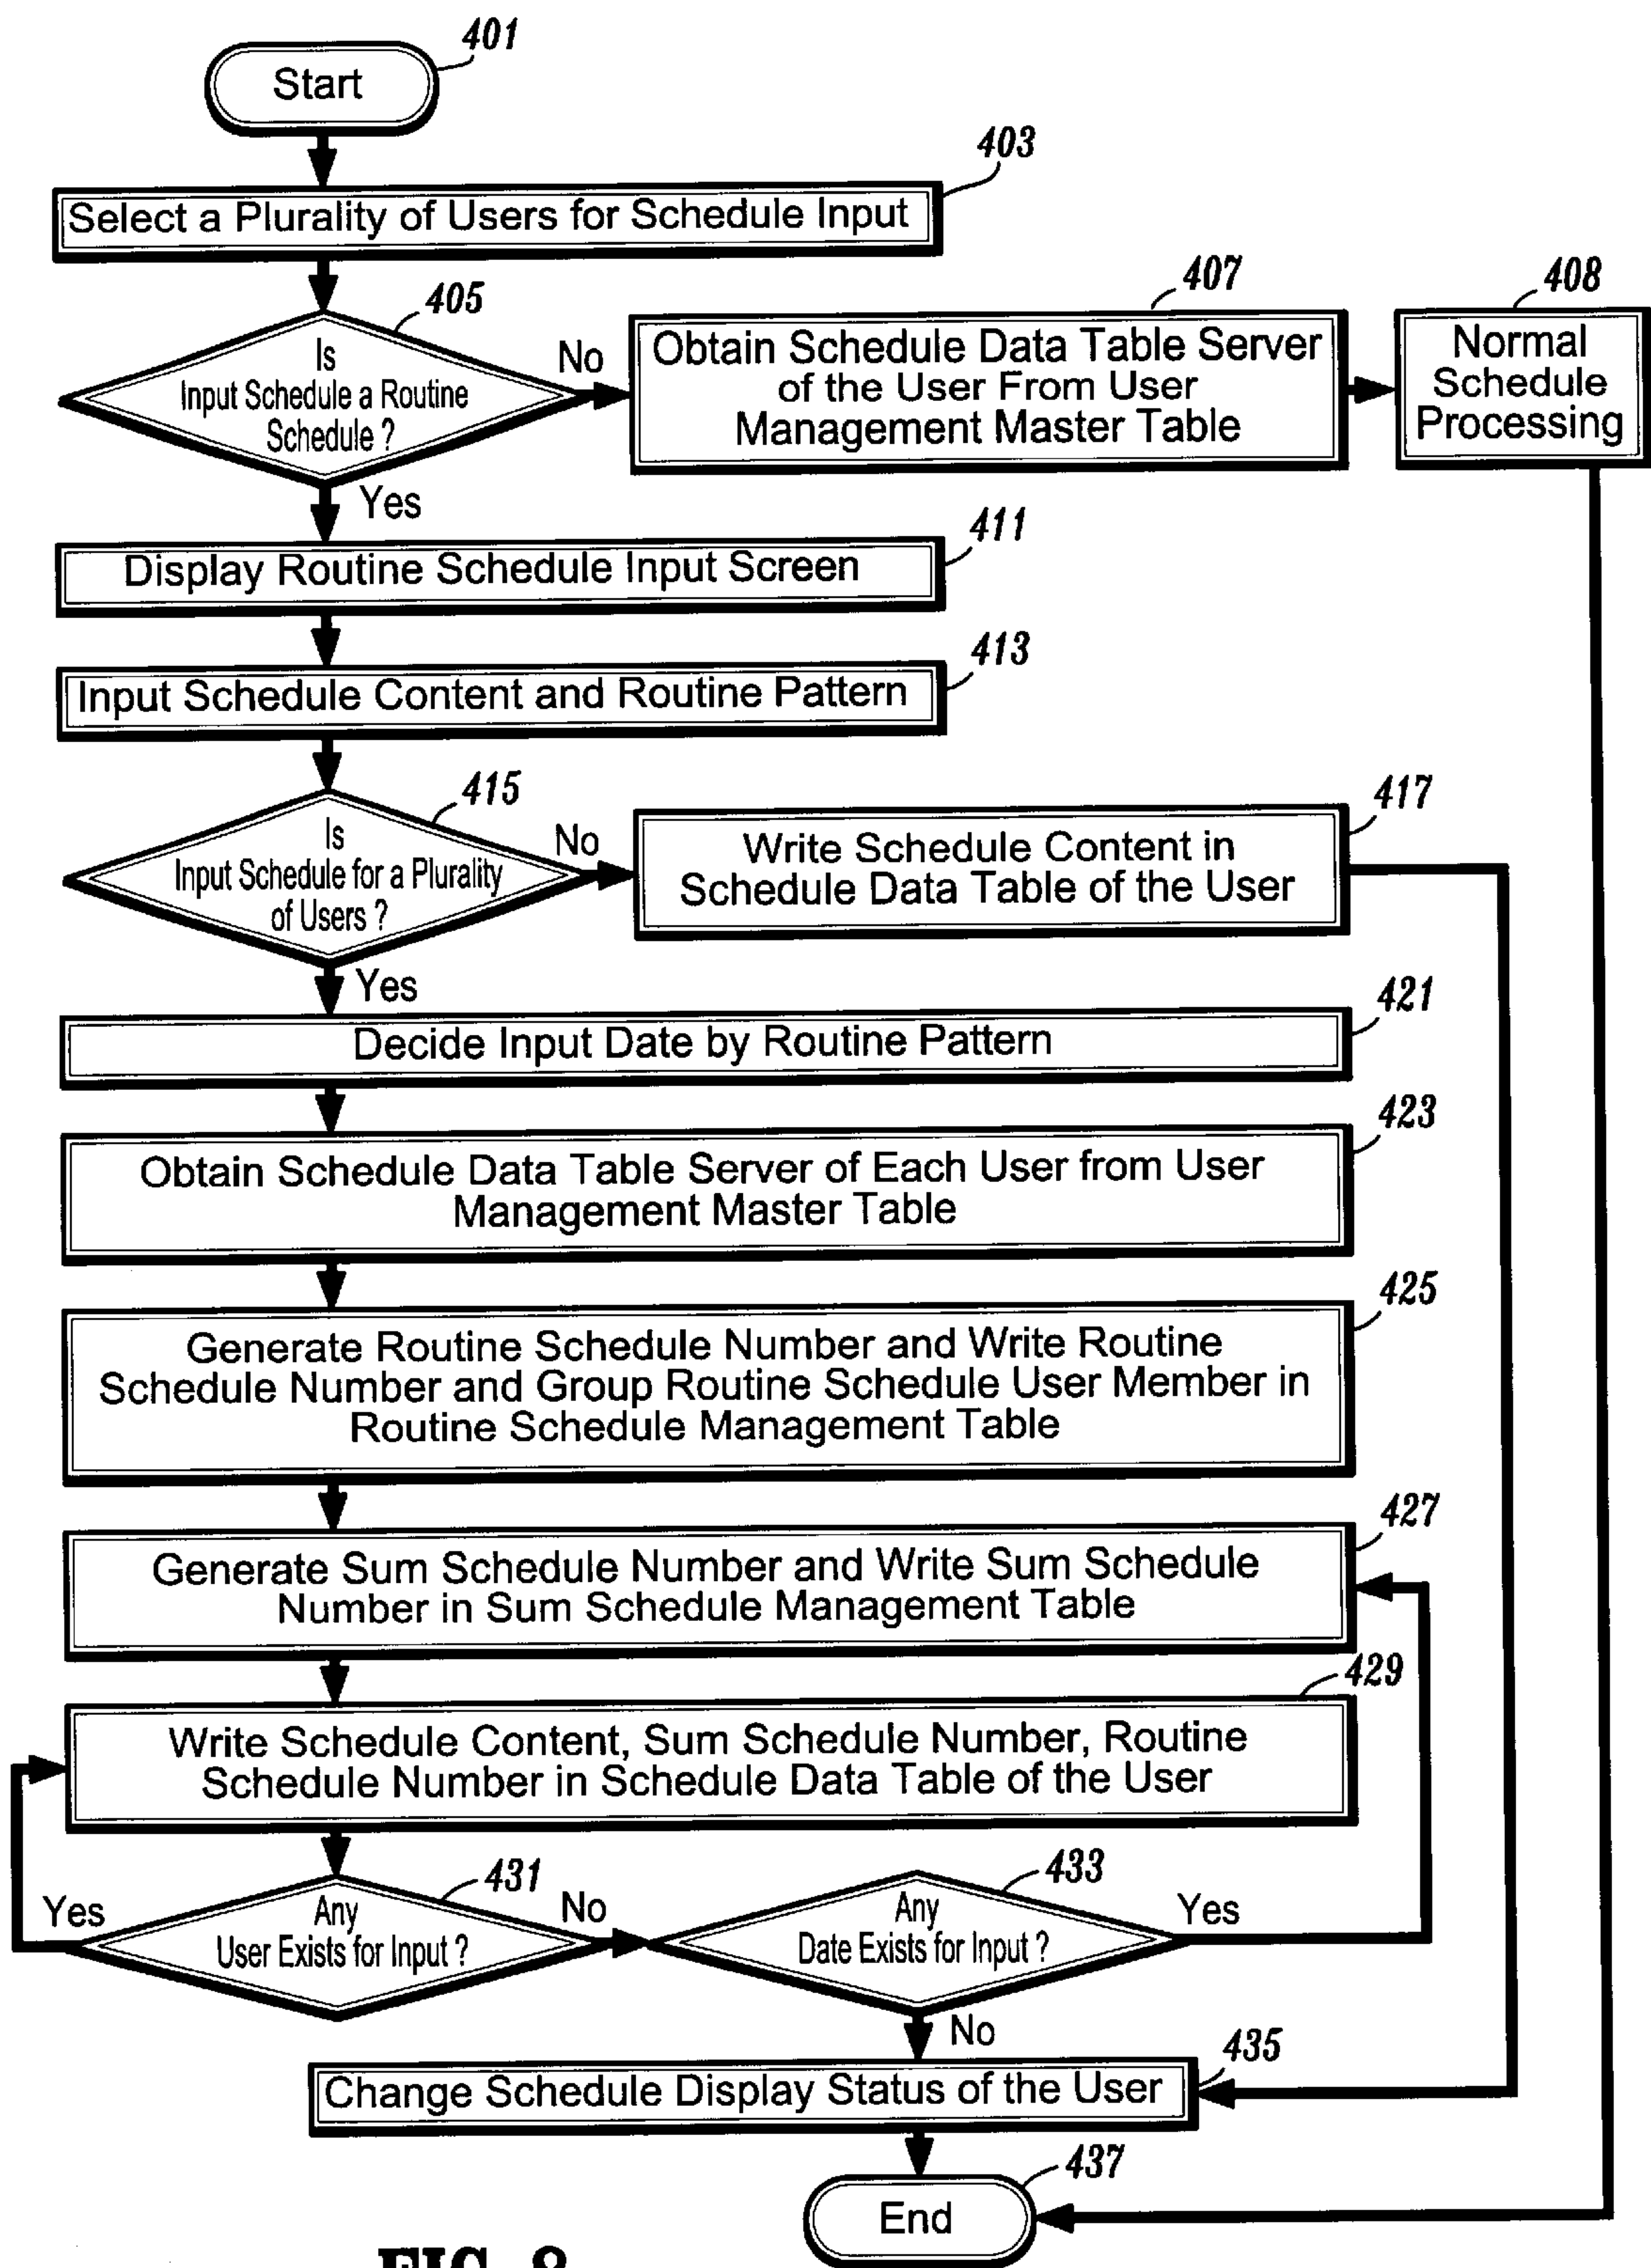 401
Start
403
Select a Plurality of Users for Schedule Input
405
Is
Input Schedule a Routine
Schedule ?
No
407
Obtain Schedule Data Table Server
of the User From User
Management Master Table
408
Normal
Schedule
Processing
Yes
411
Display Routine Schedule Input Screen
413
Input Schedule Content and Routine Pattern
415
Is
Input Schedule for a Plurality
of Users ?
No
417
Write Schedule Content in
Schedule Data Table of the User
Yes
421
Decide Input Date by Routine Pattern
423
Obtain Schedule Data Table Server of Each User from User
Management Master Table
425
Generate Routine Schedule Number and Write Routine
Schedule Number and Group Routine Schedule User Member in
Routine Schedule Management Table
427
Generate Sum Schedule Number and Write Sum Schedule
Number in Sum Schedule Management Table
429
Write Schedule Content, Sum Schedule Number, Routine
Schedule Number in Schedule Data Table of the User
431
Yes
Any
User Exists for Input ?
No
433
Any
Date Exists for Input ?
Yes
No
435
Change Schedule Display Status of the User
437
End